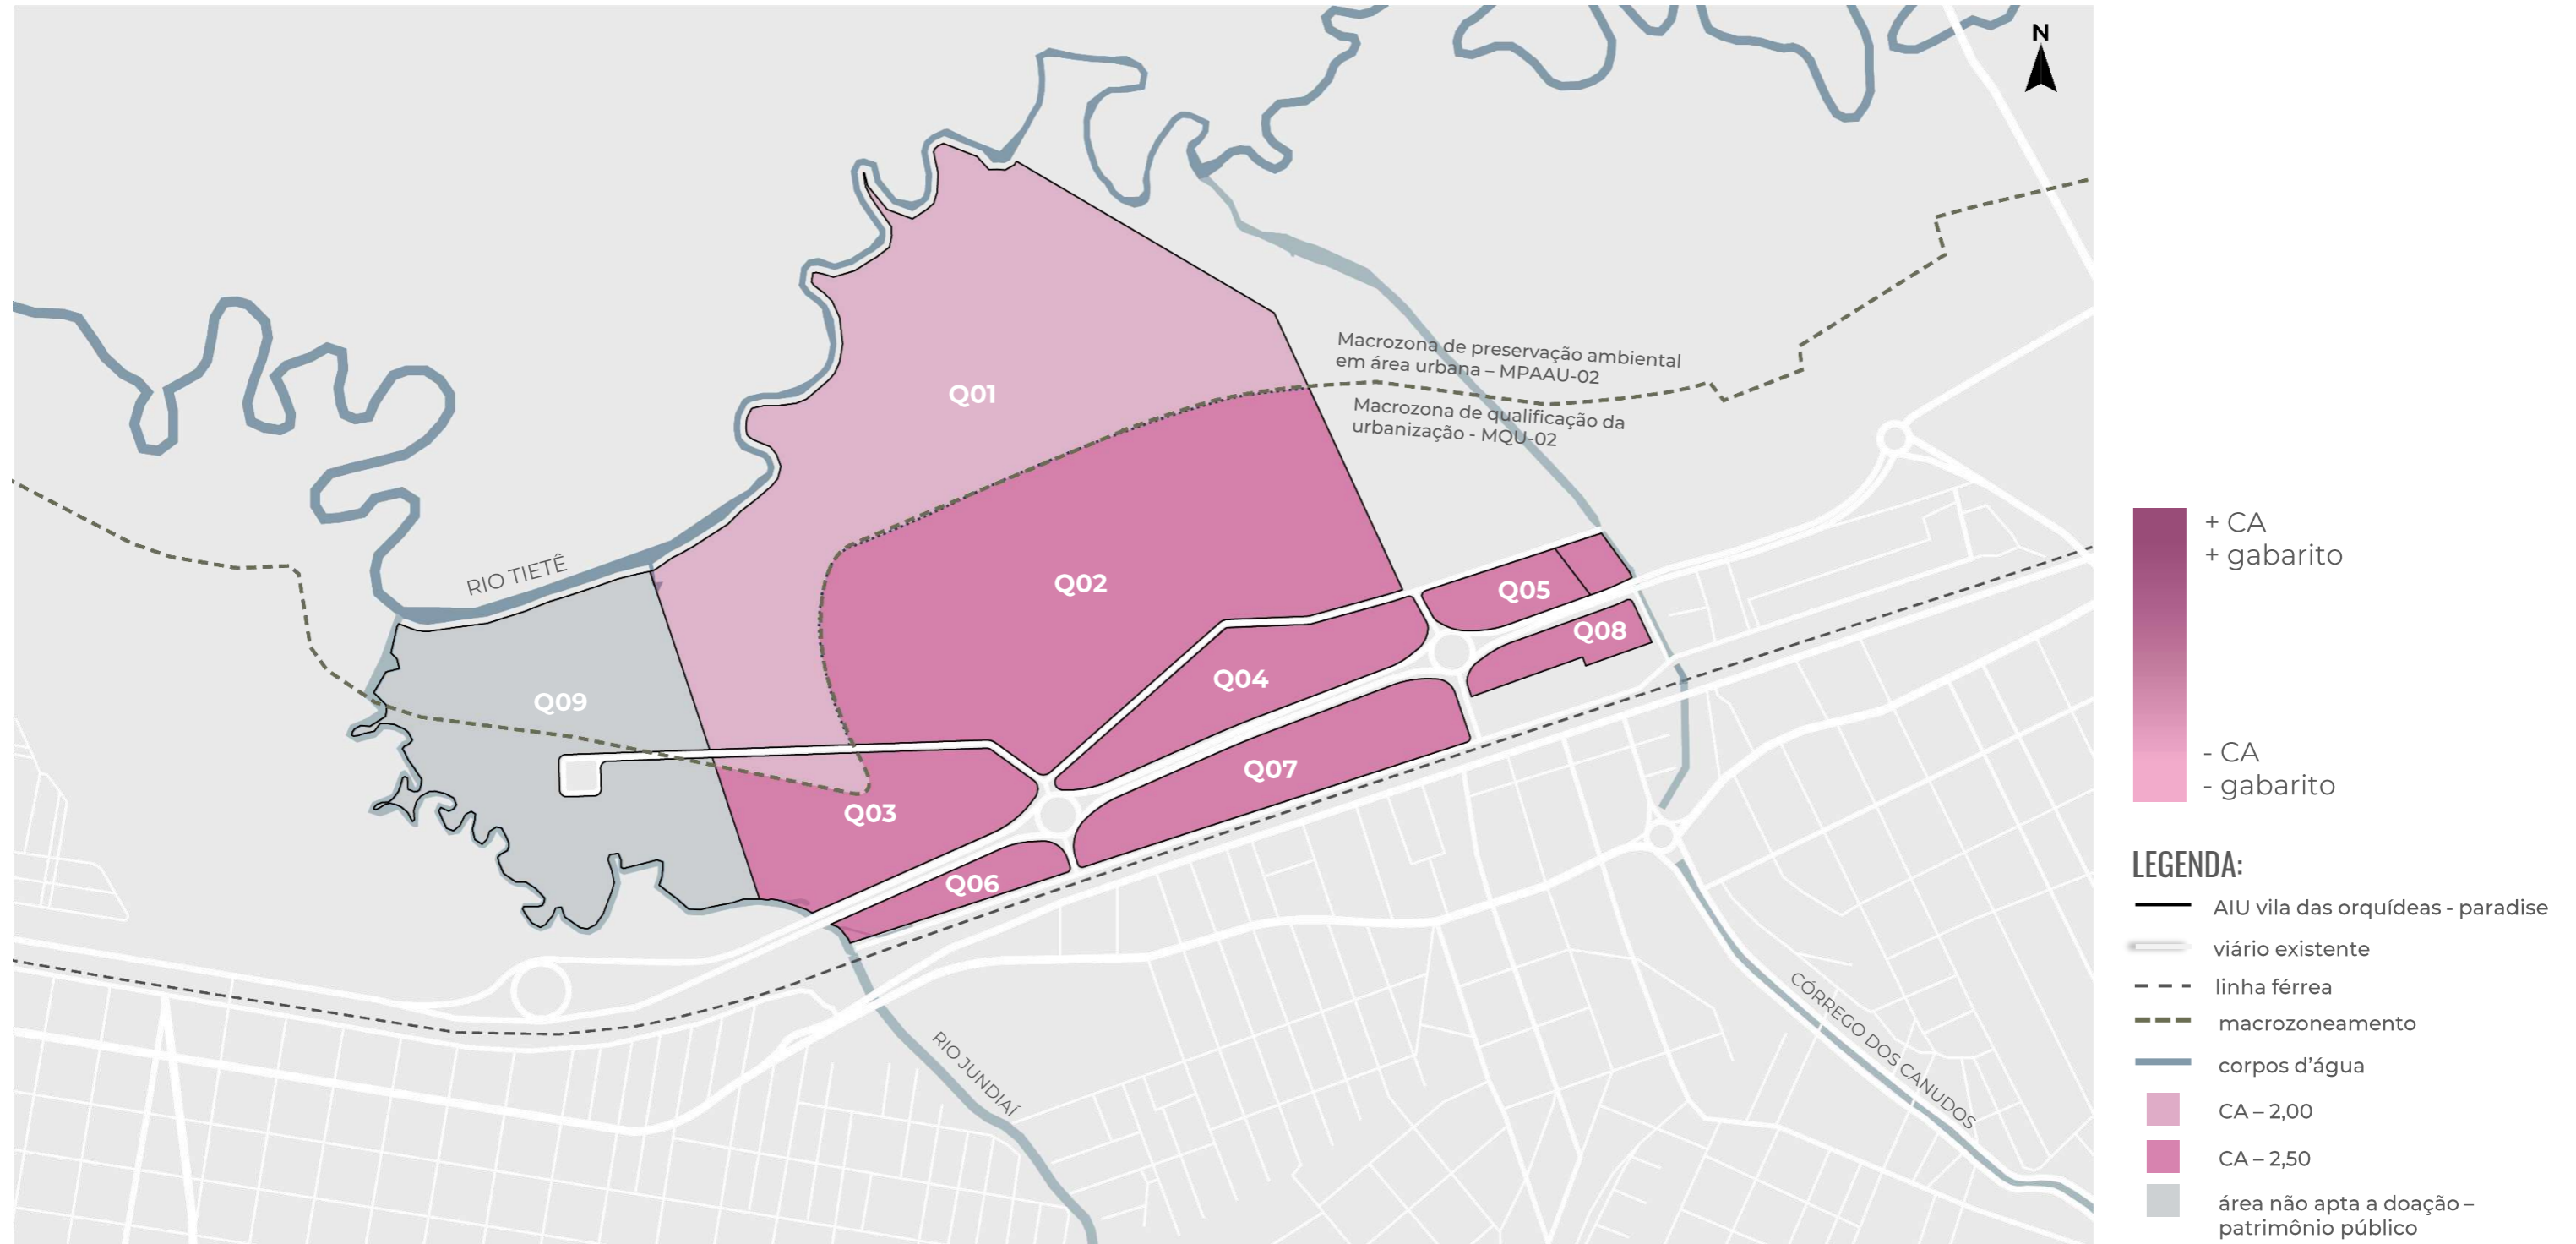 N
Macrozona de preservação ambiental
em área urbana – MPAAU-02
Macrozona de qualificação da
urbanização - MQU-02
Q01
Q02
Q05
Q08
Q04
Q09
Q07
Q03
Q06
RIO TIETÊ
RIO JUNDIAÍ
CÓRREGO DOS CANUDOS
+ CA
+ gabarito
- CA
- gabarito
LEGENDA:
AIU vila das orquídeas - paradise
viário existente
linha férrea
macrozoneamento
corpos d'água
CA – 2,00
CA – 2,50
área não apta a doação –
patrimônio público